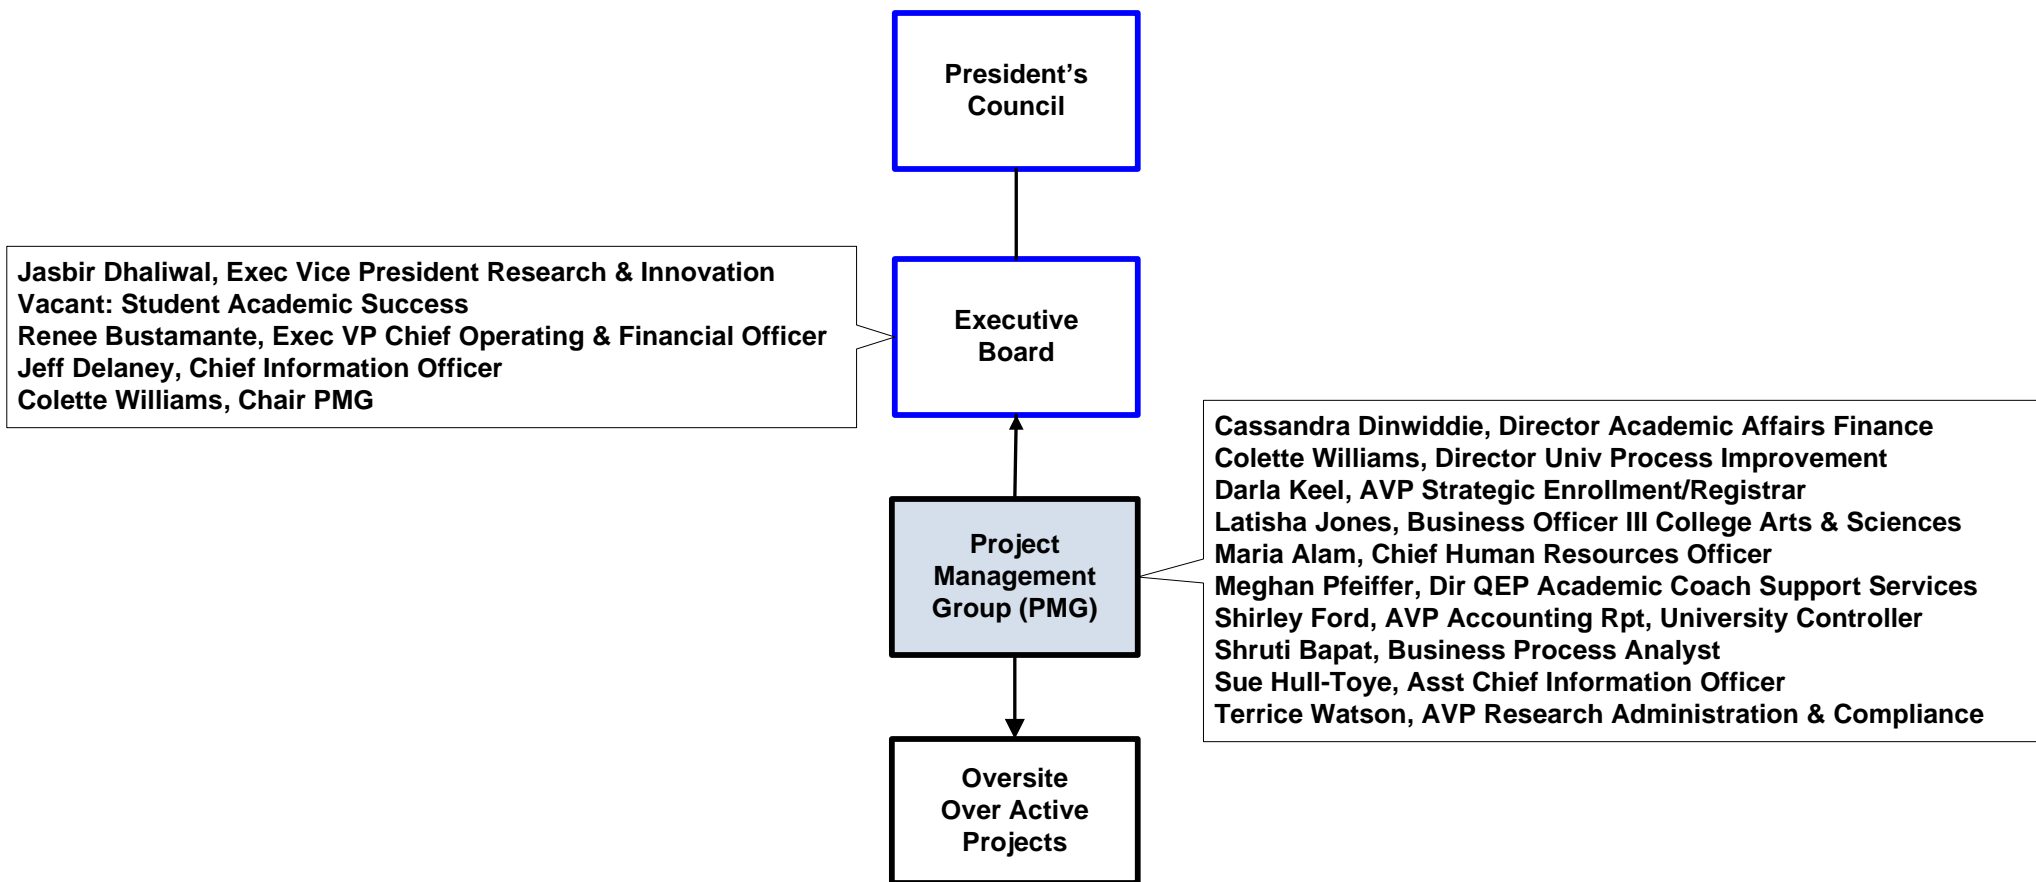 President’s
Council
Jasbir Dhaliwal, Exec Vice President Research & Innovation
Vacant: Student Academic Success
Renee Bustamante, Exec VP Chief Operating & Financial Officer
Jeff Delaney, Chief Information Officer
Colette Williams, Chair PMG
Executive
Board
Cassandra Dinwiddie, Director Academic Affairs Finance
Colette Williams, Director Univ Process Improvement
Darla Keel, AVP Strategic Enrollment/Registrar
Latisha Jones, Business Officer III College Arts & Sciences
Maria Alam, Chief Human Resources Officer
Meghan Pfeiffer, Dir QEP Academic Coach Support Services
Shirley Ford, AVP Accounting Rpt, University Controller
Shruti Bapat, Business Process Analyst
Sue Hull-Toye, Asst Chief Information Officer
Terrice Watson, AVP Research Administration & Compliance
Project
Management
Group (PMG)
Oversite
Over Active
Projects